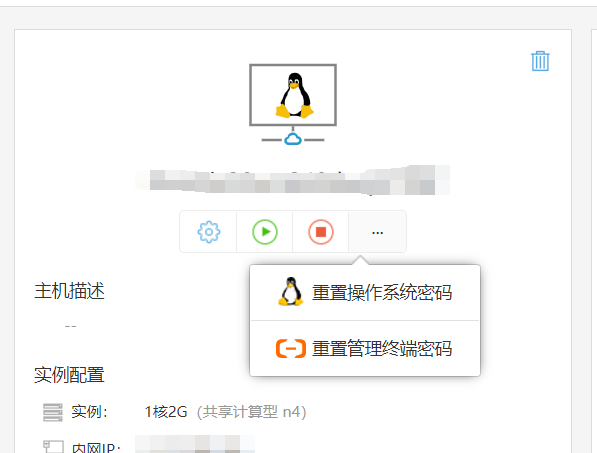 ...
重置操作系统密码
重置管理终端密码
主机描述
--
实例配置
实例： 1核2G （共享计算型 n4）
内网IP：